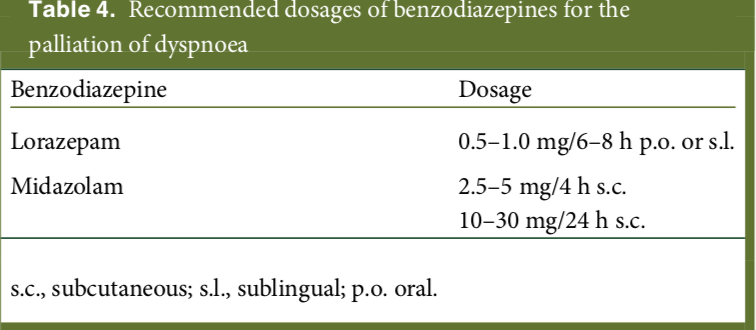 Table 4. Recommended dosages of benzodiazepines for the
palliation of dyspnoea
Benzodiazepine Dosage
Lorazepam 0.5–1.0 mg/6–8 h p.o. or s.l.
Midazolam 2.5–5 mg/4 h s.c.
10–30 mg/24 h s.c.
s.c., subcutaneous; s.l., sublingual; p.o. oral.